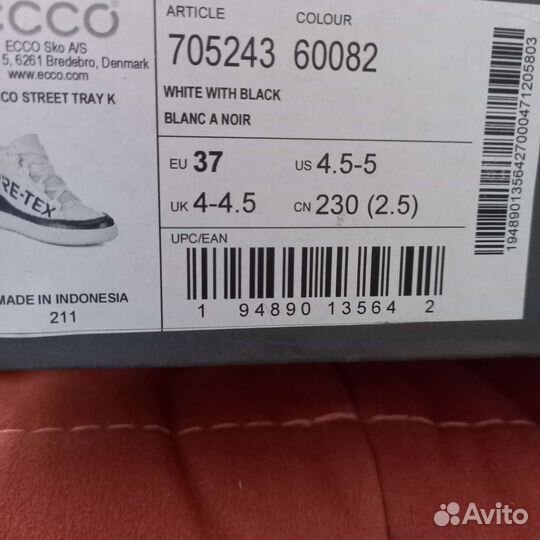 ECCO
ECCO Sko A/S
5, 6261 Bredebro, Denmark
www.ecco.com
CO STREET TRAY K
RE-TEX
MADE IN INDONESIA
211
ARTICLE COLOUR
705243 60082
WHITE WITH BLACK
BLANC A NOIR
EU 37 US 4.5-5
UK 4-4.5 CN 230 (2.5)
UPC/EAN
1 94890 13564 2
19489013564270000471205803
Avito